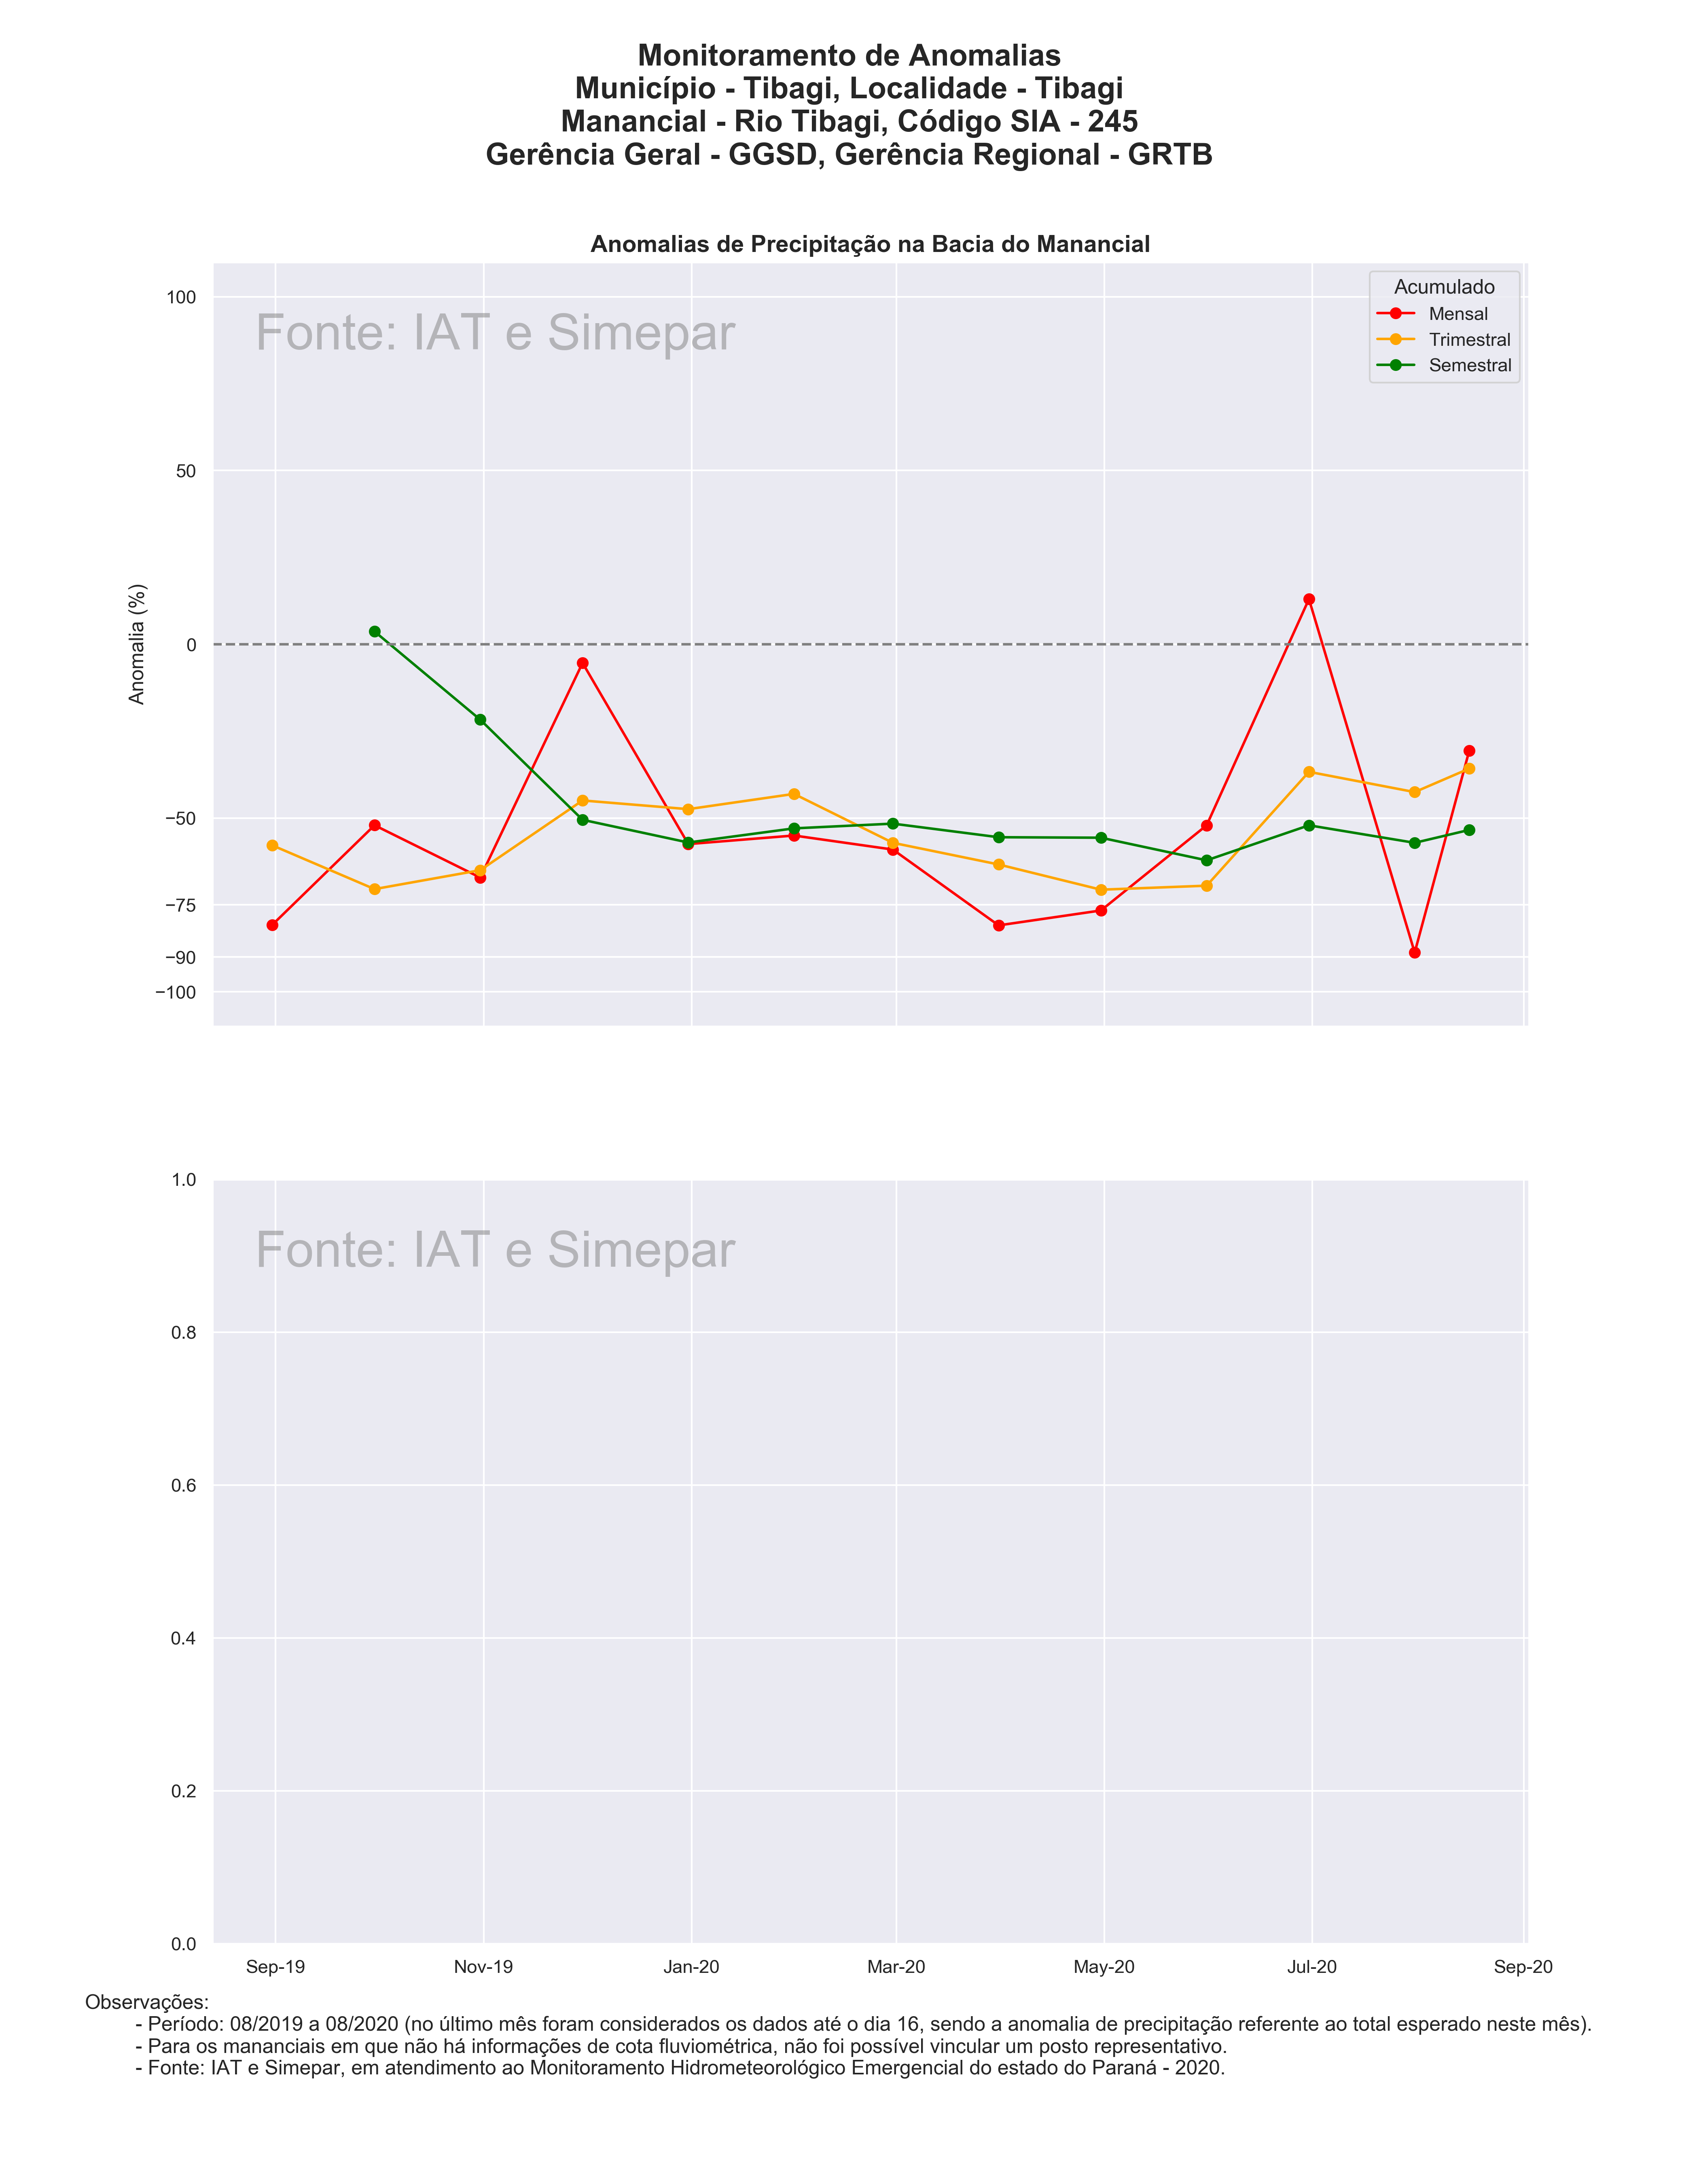 Monitoramento de Anomalias
Município - Tibagi, Localidade - Tibagi
Manancial - Rio Tibagi, Código SIA - 245
Gerência Geral - GGSD, Gerência Regional - GRTB
Anomalias de Precipitação na Bacia do Manancial
Fonte: IAT e Simepar
Acumulado
Mensal
Trimestral
Semestral
Anomalia (%)
100
50
0
−50
−75
−90
−100
Fonte: IAT e Simepar
1.0
0.8
0.6
0.4
0.2
0.0
Sep-19 Nov-19 Jan-20 Mar-20 May-20 Jul-20 Sep-20
Observações:
- Período: 08/2019 a 08/2020 (no último mês foram considerados os dados até o dia 16, sendo a anomalia de precipitação referente ao total esperado neste mês).
- Para os mananciais em que não há informações de cota fluviométrica, não foi possível vincular um posto representativo.
- Fonte: IAT e Simepar, em atendimento ao Monitoramento Hidrometeorológico Emergencial do estado do Paraná - 2020.